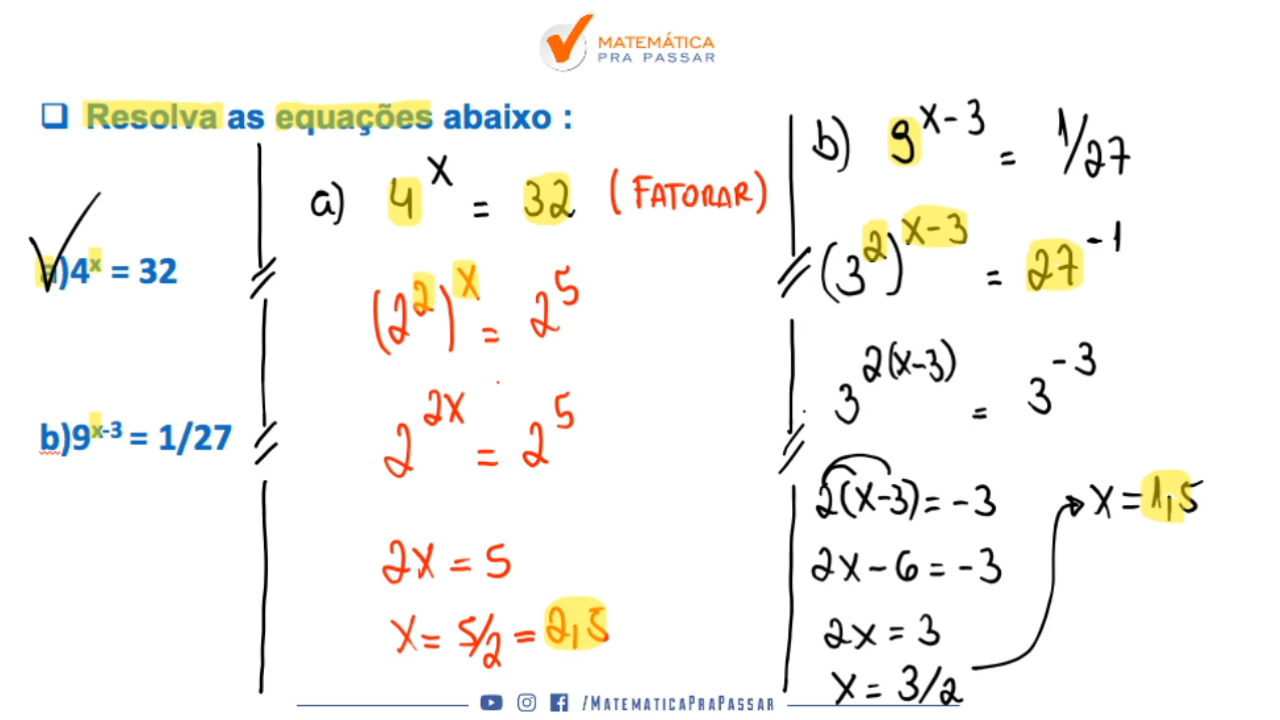 MATEMÁTICA
PRA PASSAR
❑ Resolva as equações abaixo :
a)4ˣ = 32
b)9ˣ⁻³ = 1/27
a) 4ˣ = 32 (FATORAR)
(2²)ˣ = 2⁵
2²ˣ = 2⁵
2x = 5
x = 5/2 = 2,5
b) 9ˣ⁻³ = 1/27
(3²)ˣ⁻³ = 27⁻¹
3²⁽ˣ⁻³⁾ = 3⁻³
2(x-3) = -3
2x - 6 = -3
2x = 3
x = 3/2
x = 1,5
/MatematicaPraPassar